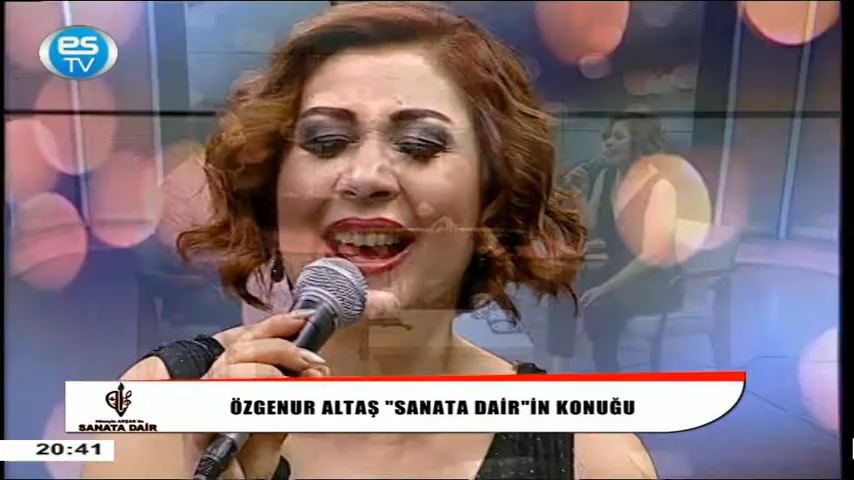 es
TV
ÖZGENUR ALTAŞ "SANATA DAİR"İN KONUĞU
SANATA DAİR
20:41